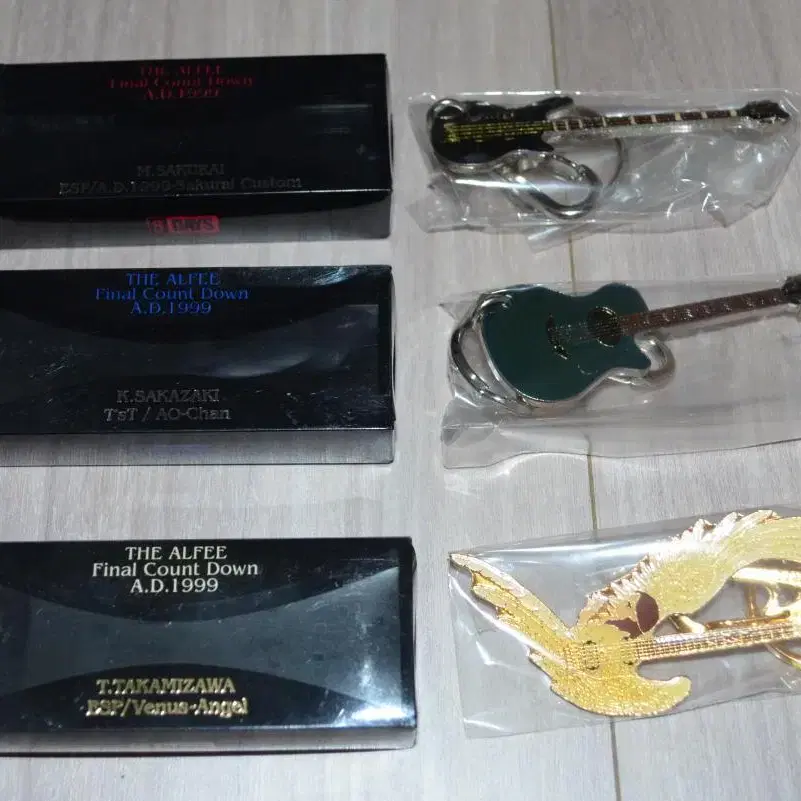 THE ALFEE
Final Count Down
A.D.1999
M.SAKURAI
ESP/A.D.1999-Sakurai Custom
THE ALFEE
Final Count Down
A.D.1999
K.SAKAZAKI
T'sT / AO-Chan
THE ALFEE
Final Count Down
A.D.1999
T.TAKAMIZAWA
ESP/Venus-Angel